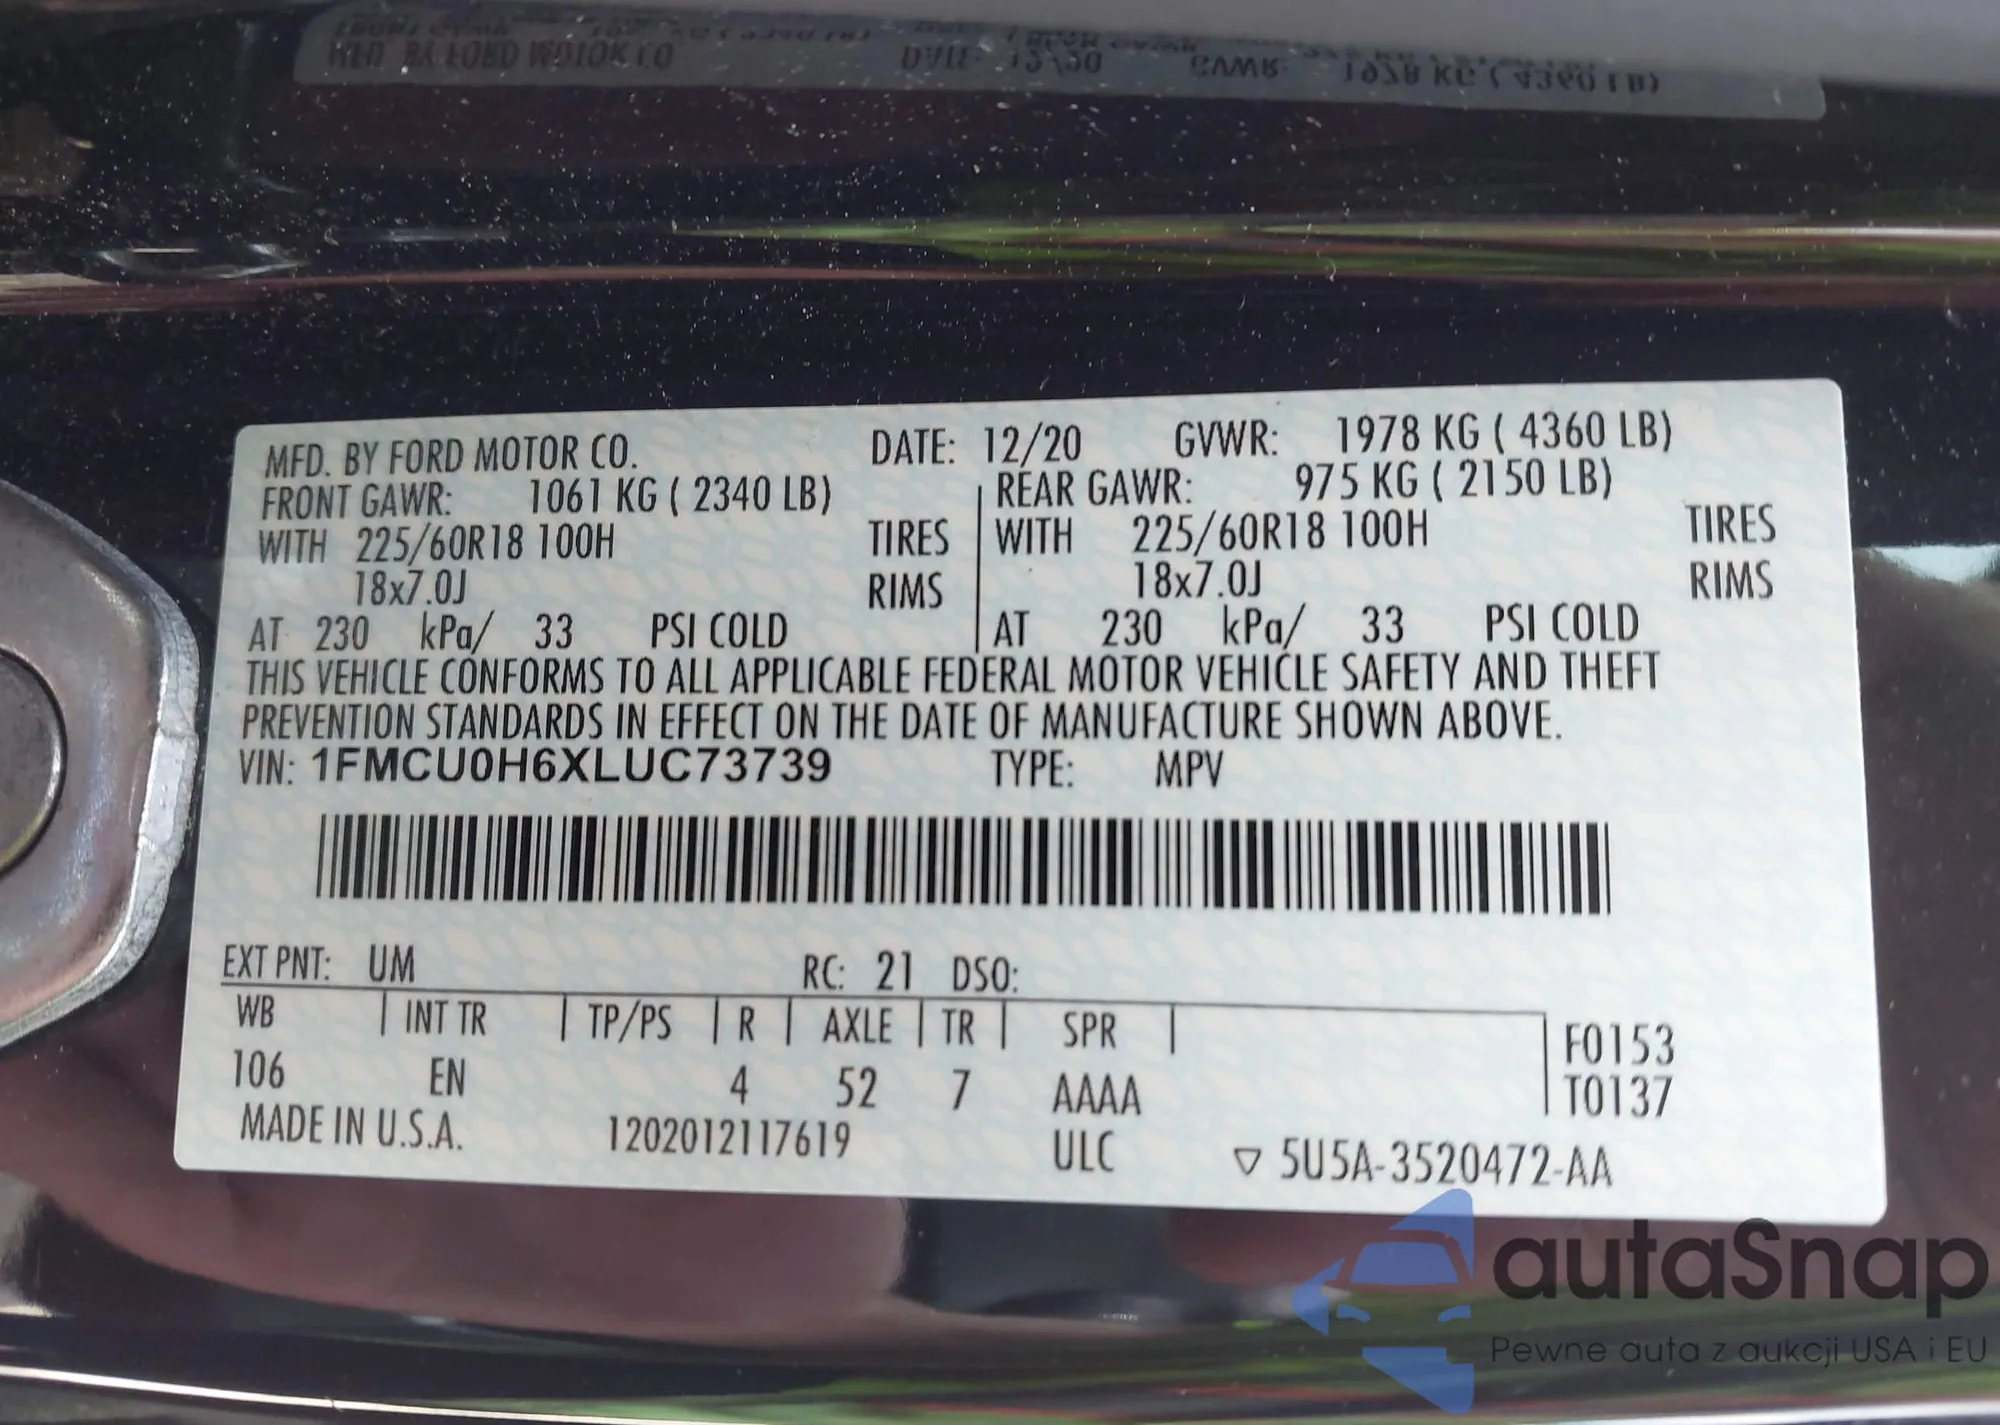 MFD. BY FORD MOTOR CO. DATE: 12/20 GVWR: 1978 KG ( 4360 LB)
FRONT GAWR: 1061 KG ( 2340 LB) REAR GAWR: 975 KG ( 2150 LB)
WITH 225/60R18 100H TIRES WITH 225/60R18 100H TIRES
18x7.0J RIMS 18x7.0J RIMS
AT 230 kPa/ 33 PSI COLD AT 230 kPa/ 33 PSI COLD
THIS VEHICLE CONFORMS TO ALL APPLICABLE FEDERAL MOTOR VEHICLE SAFETY AND THEFT
PREVENTION STANDARDS IN EFFECT ON THE DATE OF MANUFACTURE SHOWN ABOVE.
VIN: 1FMCU0H6XLUC73739 TYPE: MPV
EXT PNT: UM RC: 21 DSO:
WB INT TR TP/PS R AXLE TR SPR F0153
106 EN 4 52 7 AAAA T0137
MADE IN U.S.A. 1202012117619 ULC ▽ 5U5A-3520472-AA
autaSnap
Pewne auta z aukcji USA i EU